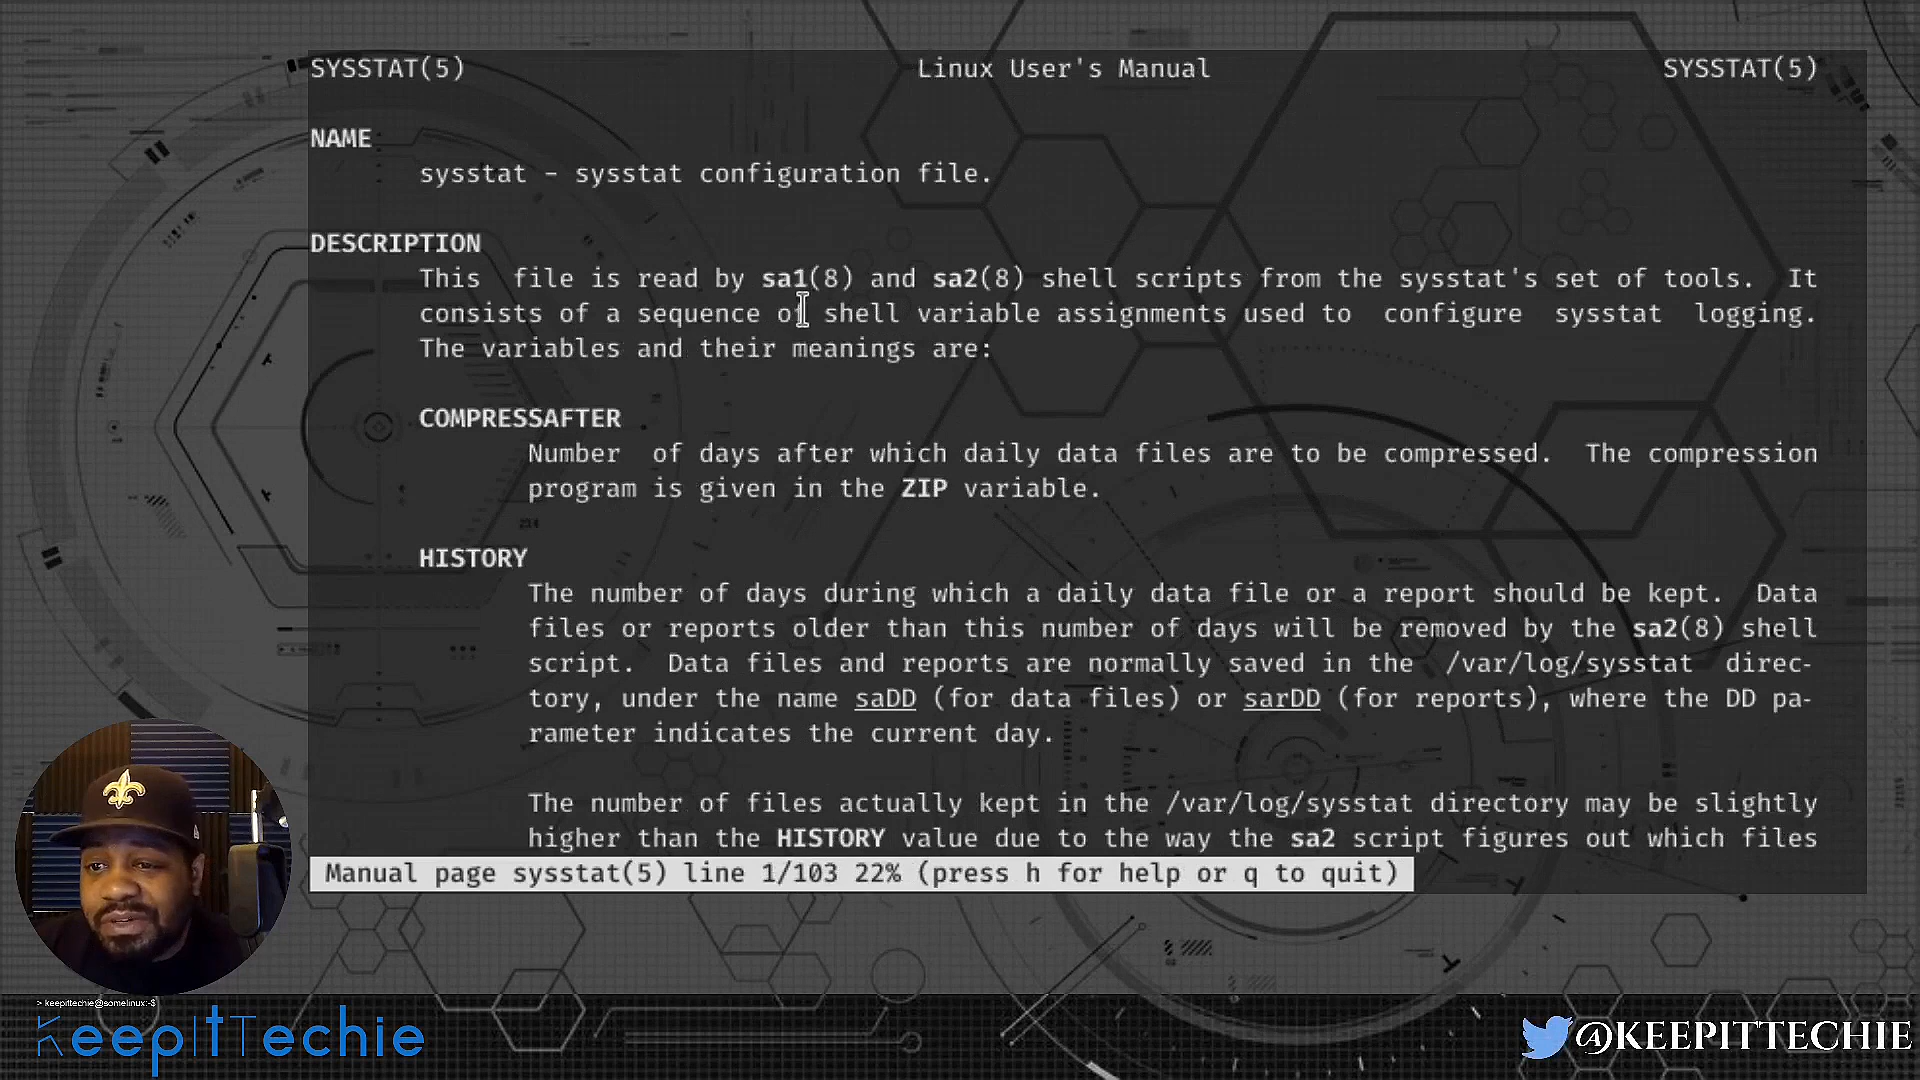 SYSSTAT(5) Linux User's Manual SYSSTAT(5)
NAME
sysstat - sysstat configuration file.
DESCRIPTION
This  file is read by sa1(8) and sa2(8) shell scripts from the sysstat's set of tools.  It
consists of a sequence of shell variable assignments used to  configure  sysstat  logging.
The variables and their meanings are:
COMPRESSAFTER
Number  of days after which daily data files are to be compressed.  The compression
program is given in the ZIP variable.
HISTORY
The number of days during which a daily data file or a report should be kept.  Data
files or reports older than this number of days will be removed by the sa2(8) shell
script.  Data files and reports are normally saved in the  /var/log/sysstat  direc-
tory, under the name saDD (for data files) or sarDD (for reports), where the DD pa-
rameter indicates the current day.
The number of files actually kept in the /var/log/sysstat directory may be slightly
higher than the HISTORY value due to the way the sa2 script figures out which files
Manual page sysstat(5) line 1/103 22% (press h for help or q to quit)
> keepittechie@somelinux:~$
KeepItTechie
@KEEPITTECHIE